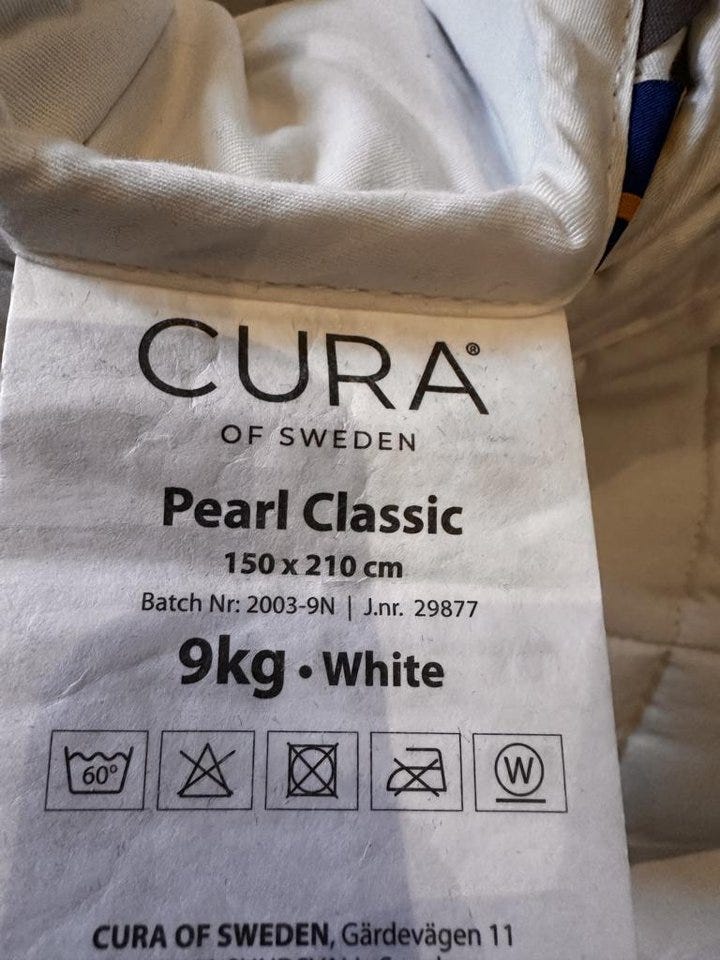 CURA®
OF SWEDEN
Pearl Classic
150 x 210 cm
Batch Nr: 2003-9N | J.nr. 29877
9kg • White
60°
W
CURA OF SWEDEN, Gärdevägen 11